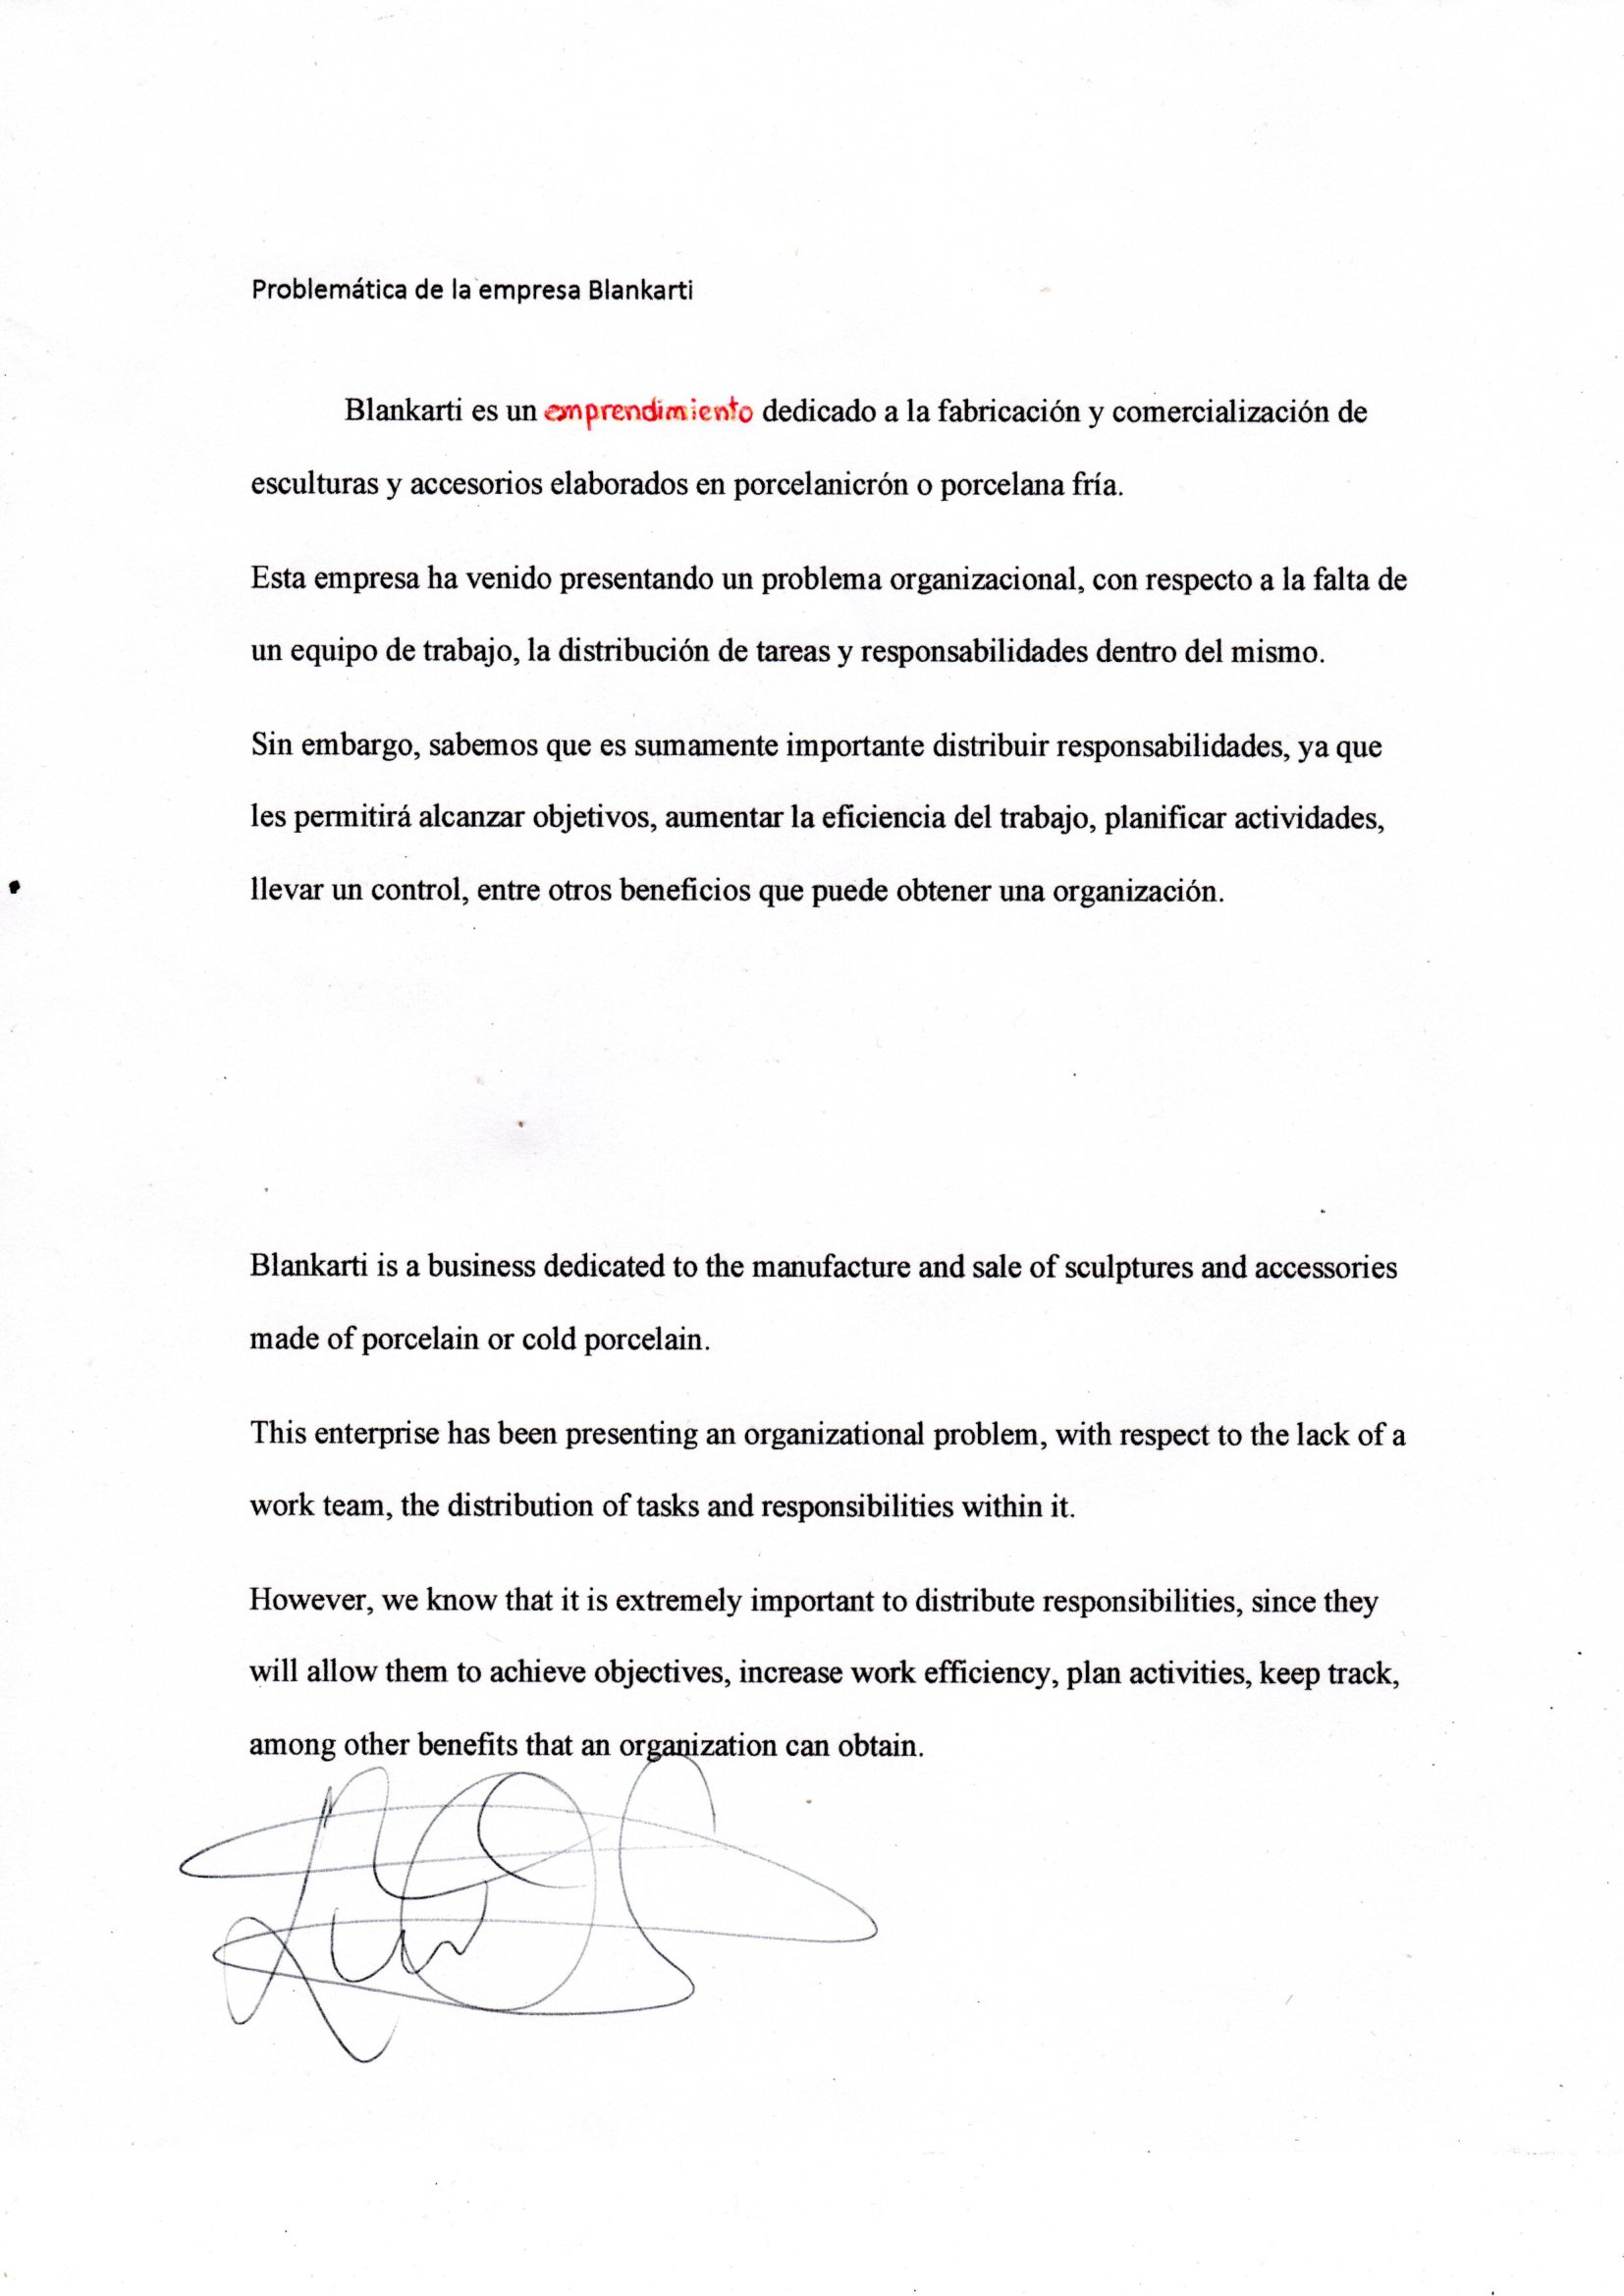 Problemática de la empresa Blankarti
Blankarti es un emprendimiento dedicado a la fabricación y comercialización de
esculturas y accesorios elaborados en porcelanicrón o porcelana fría.
Esta empresa ha venido presentando un problema organizacional, con respecto a la falta de
un equipo de trabajo, la distribución de tareas y responsabilidades dentro del mismo.
Sin embargo, sabemos que es sumamente importante distribuir responsabilidades, ya que
les permitirá alcanzar objetivos, aumentar la eficiencia del trabajo, planificar actividades,
llevar un control, entre otros beneficios que puede obtener una organización.
Blankarti is a business dedicated to the manufacture and sale of sculptures and accessories
made of porcelain or cold porcelain.
This enterprise has been presenting an organizational problem, with respect to the lack of a
work team, the distribution of tasks and responsibilities within it.
However, we know that it is extremely important to distribute responsibilities, since they
will allow them to achieve objectives, increase work efficiency, plan activities, keep track,
among other benefits that an organization can obtain.